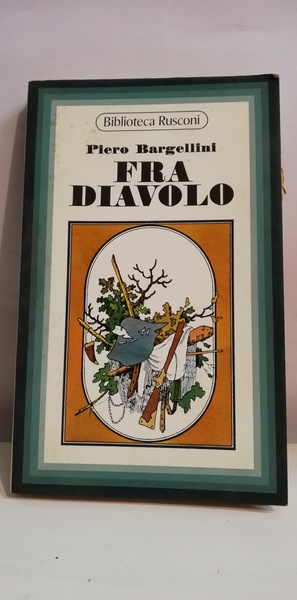 Biblioteca Rusconi
Piero Bargellini
FRA
DIAVOLO